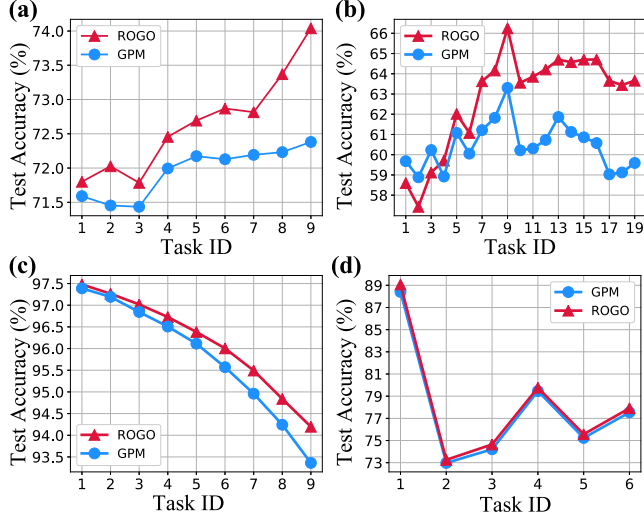 (a)
74.0
73.5
73.0
72.5
72.0
71.5
Test Accuracy (%)
ROGO
GPM
1 2 3 4 5 6 7 8 9
Task ID
(b)
66
65
64
63
62
61
60
59
58
Test Accuracy (%)
ROGO
GPM
1 3 5 7 9 11 13 15 17 19
Task ID
(c)
97.5
97.0
96.5
96.0
95.5
95.0
94.5
94.0
93.5
Test Accuracy (%)
ROGO
GPM
1 2 3 4 5 6 7 8 9
Task ID
(d)
89
87
85
83
81
79
77
75
73
Test Accuracy (%)
GPM
ROGO
1 2 3 4 5 6
Task ID